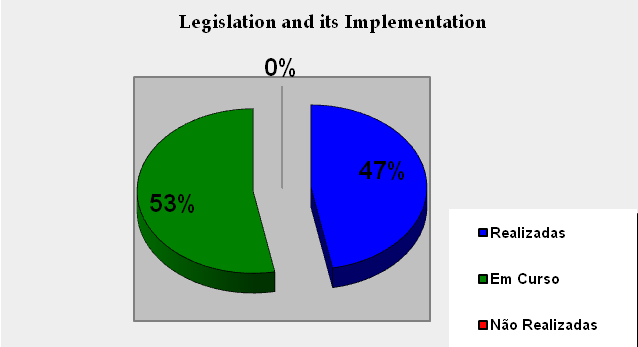 Legislation and its Implementation
0%
47%
53%
Realizadas
Em Curso
Não Realizadas